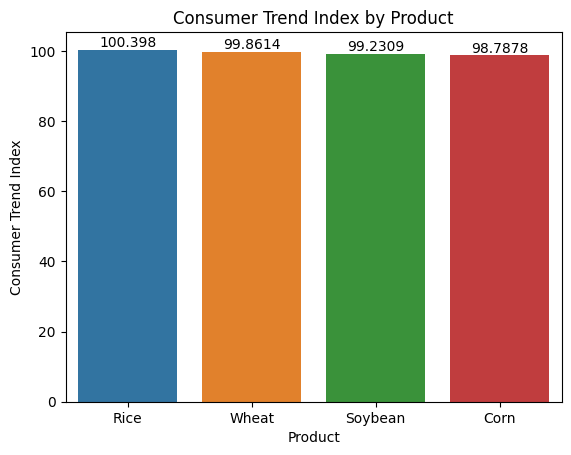 Consumer Trend Index by Product
100.398 99.8614 99.2309 98.7878
100
80
60
40
20
0
Consumer Trend Index
Rice Wheat Soybean Corn
Product